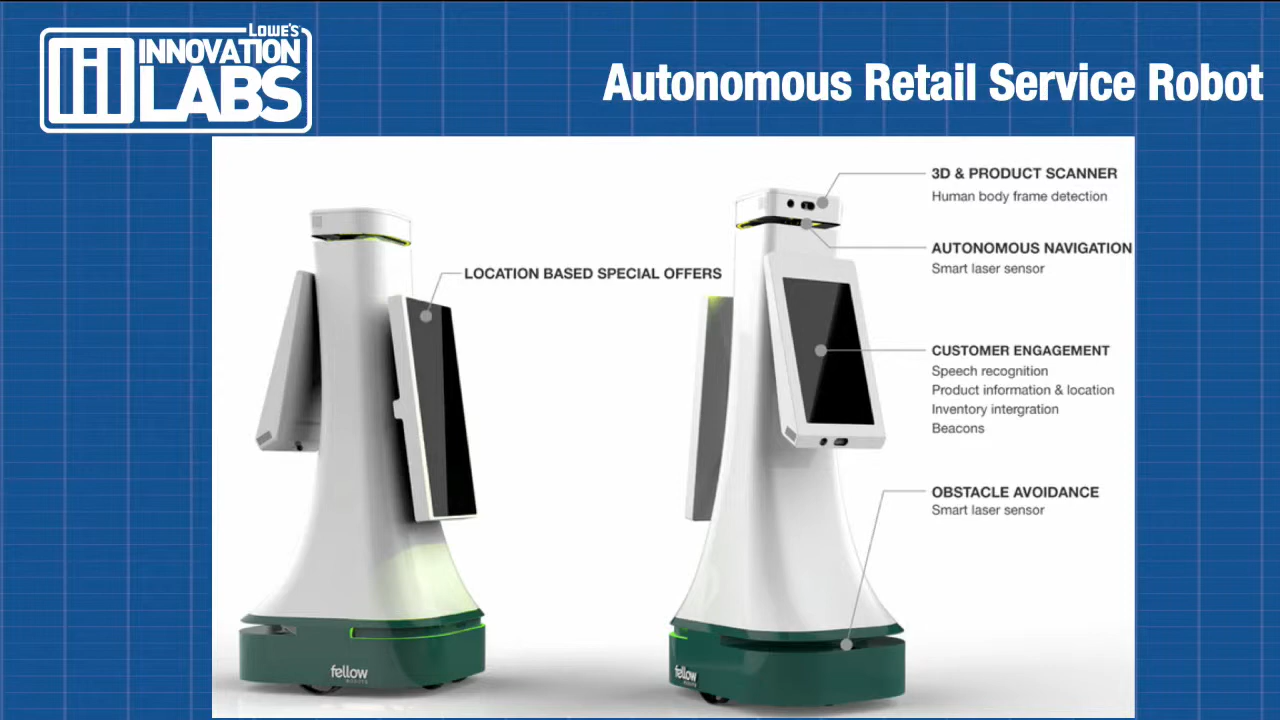 LOWE'S
INNOVATION
LABS
Autonomous Retail Service Robot
LOCATION BASED SPECIAL OFFERS
3D & PRODUCT SCANNER
Human body frame detection
AUTONOMOUS NAVIGATION
Smart laser sensor
CUSTOMER ENGAGEMENT
Speech recognition
Product information & location
Inventory intergration
Beacons
OBSTACLE AVOIDANCE
Smart laser sensor
fellow
ROBOTS
fellow
ROBOTS